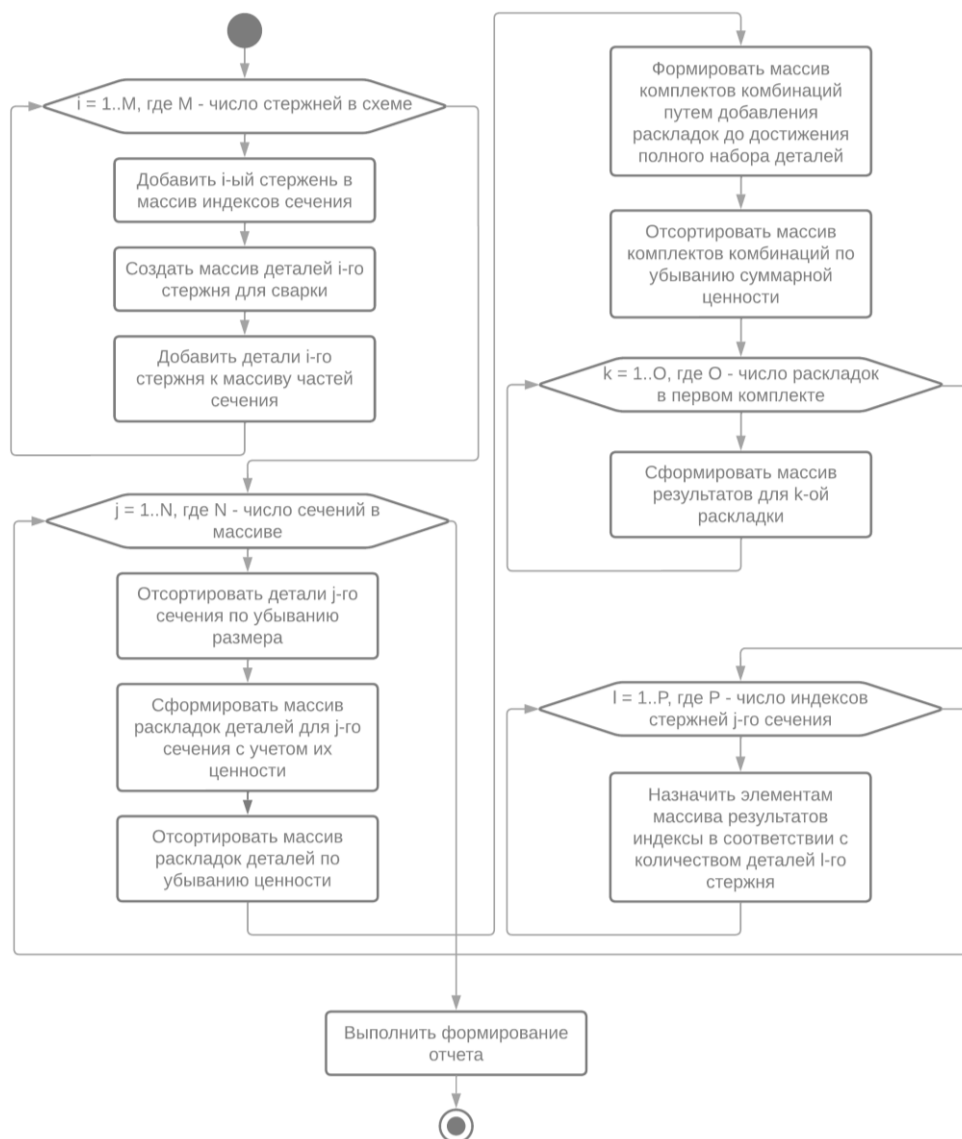 i = 1..M, где M - число стержней в схеме
Добавить i-ый стержень в
массив индексов сечения
Создать массив деталей i-го
стержня для сварки
Добавить детали i-го
стержня к массиву частей
сечения
j = 1..N, где N - число сечений в
массиве
Отсортировать детали j-го
сечения по убыванию
размера
Сформировать массив
раскладок деталей для j-го
сечения с учетом их
ценности
Отсортировать массив
раскладок деталей по
убыванию ценности
Формировать массив
комплектов комбинаций
путем добавления
раскладок до достижения
полного набора деталей
Отсортировать массив
комплектов комбинаций по
убыванию суммарной
ценности
k = 1..O, где O - число раскладок
в первом комплекте
Сформировать массив
результатов для k-ой
раскладки
l = 1..P, где P - число индексов
стержней j-го сечения
Назначить элементам
массива результатов
индексы в соответствии с
количеством деталей l-го
стержня
Выполнить формирование
отчета